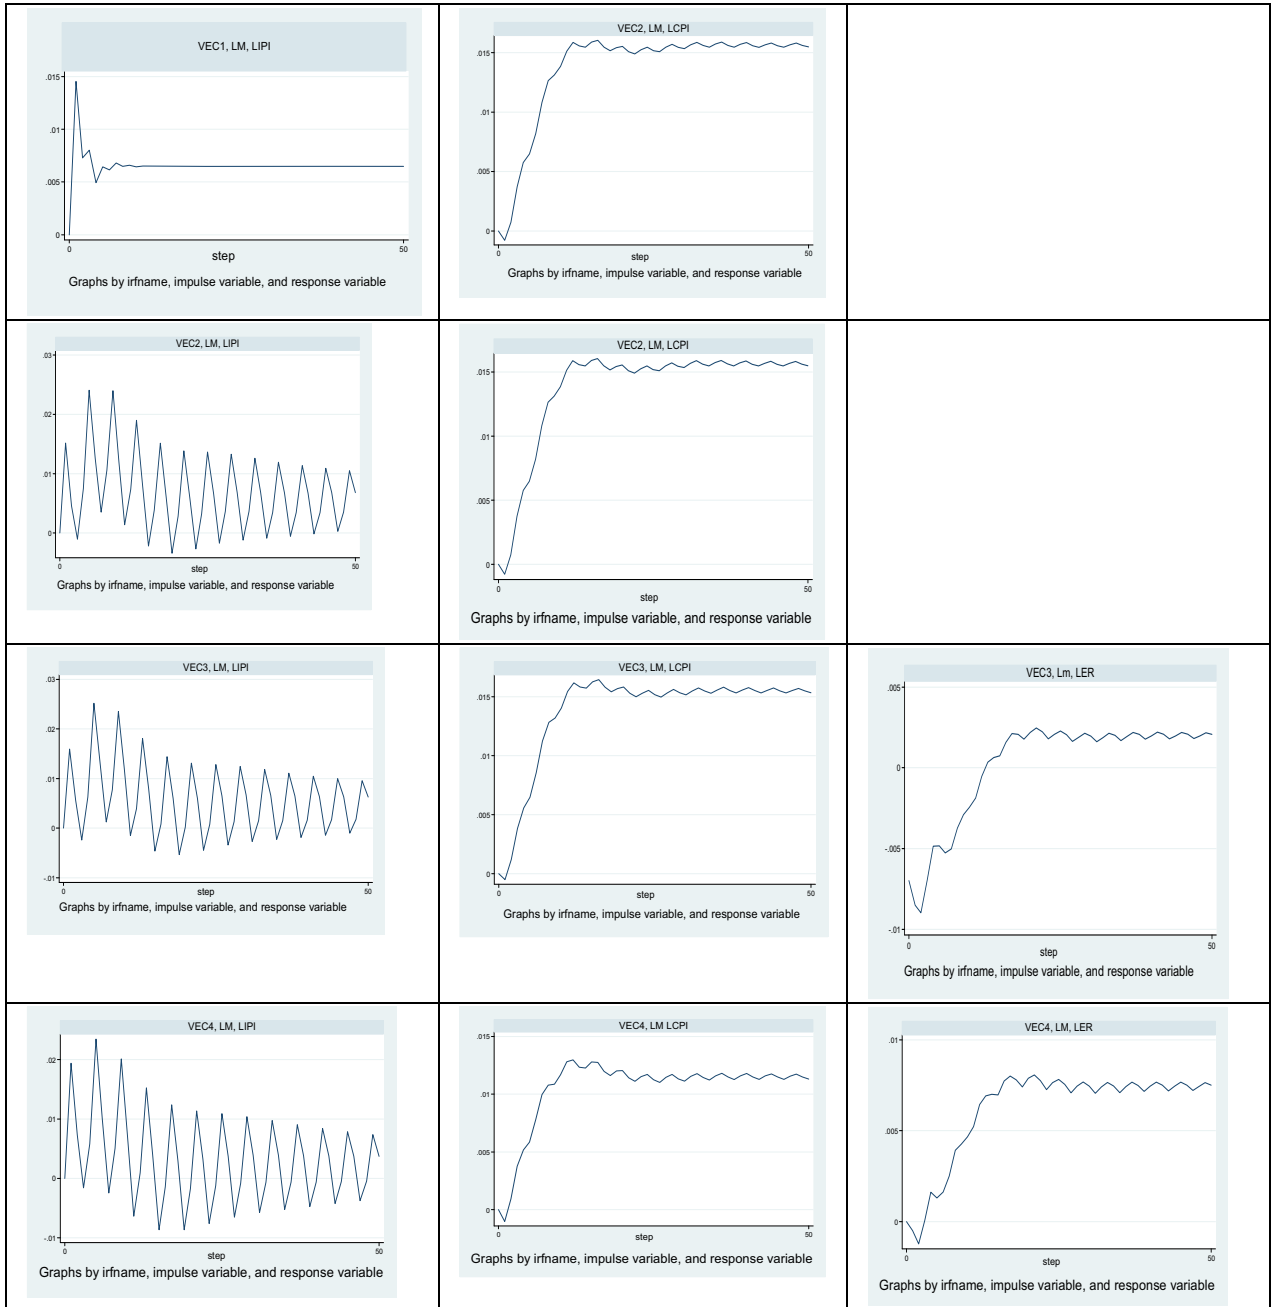 VEC1, LM, LIPI
.015
.01
.005
0
0 50
step
Graphs by irfname, impulse variable, and response variable
VEC2, LM, LCPI
.015
.01
.005
0
0 50
step
Graphs by irfname, impulse variable, and response variable
VEC2, LM, LIPI
.03
.02
.01
0
0 50
step
Graphs by irfname, impulse variable, and response variable
VEC2, LM, LCPI
.015
.01
.005
0
0 50
step
Graphs by irfname, impulse variable, and response variable
VEC3, LM, LIPI
.03
.02
.01
0
-.01
0 50
step
Graphs by irfname, impulse variable, and response variable
VEC3, LM, LCPI
.015
.01
.005
0
0 50
step
Graphs by irfname, impulse variable, and response variable
VEC3, Lm, LER
.005
0
-.005
-.01
0 50
step
Graphs by irfname, impulse variable, and response variable
VEC4, LM, LIPI
.02
.01
0
-.01
0 50
step
Graphs by irfname, impulse variable, and response variable
VEC4, LM LCPI
.015
.01
.005
0
0 50
step
Graphs by irfname, impulse variable, and response variable
VEC4, LM, LER
.01
.005
0
0 50
step
Graphs by irfname, impulse variable, and response variable